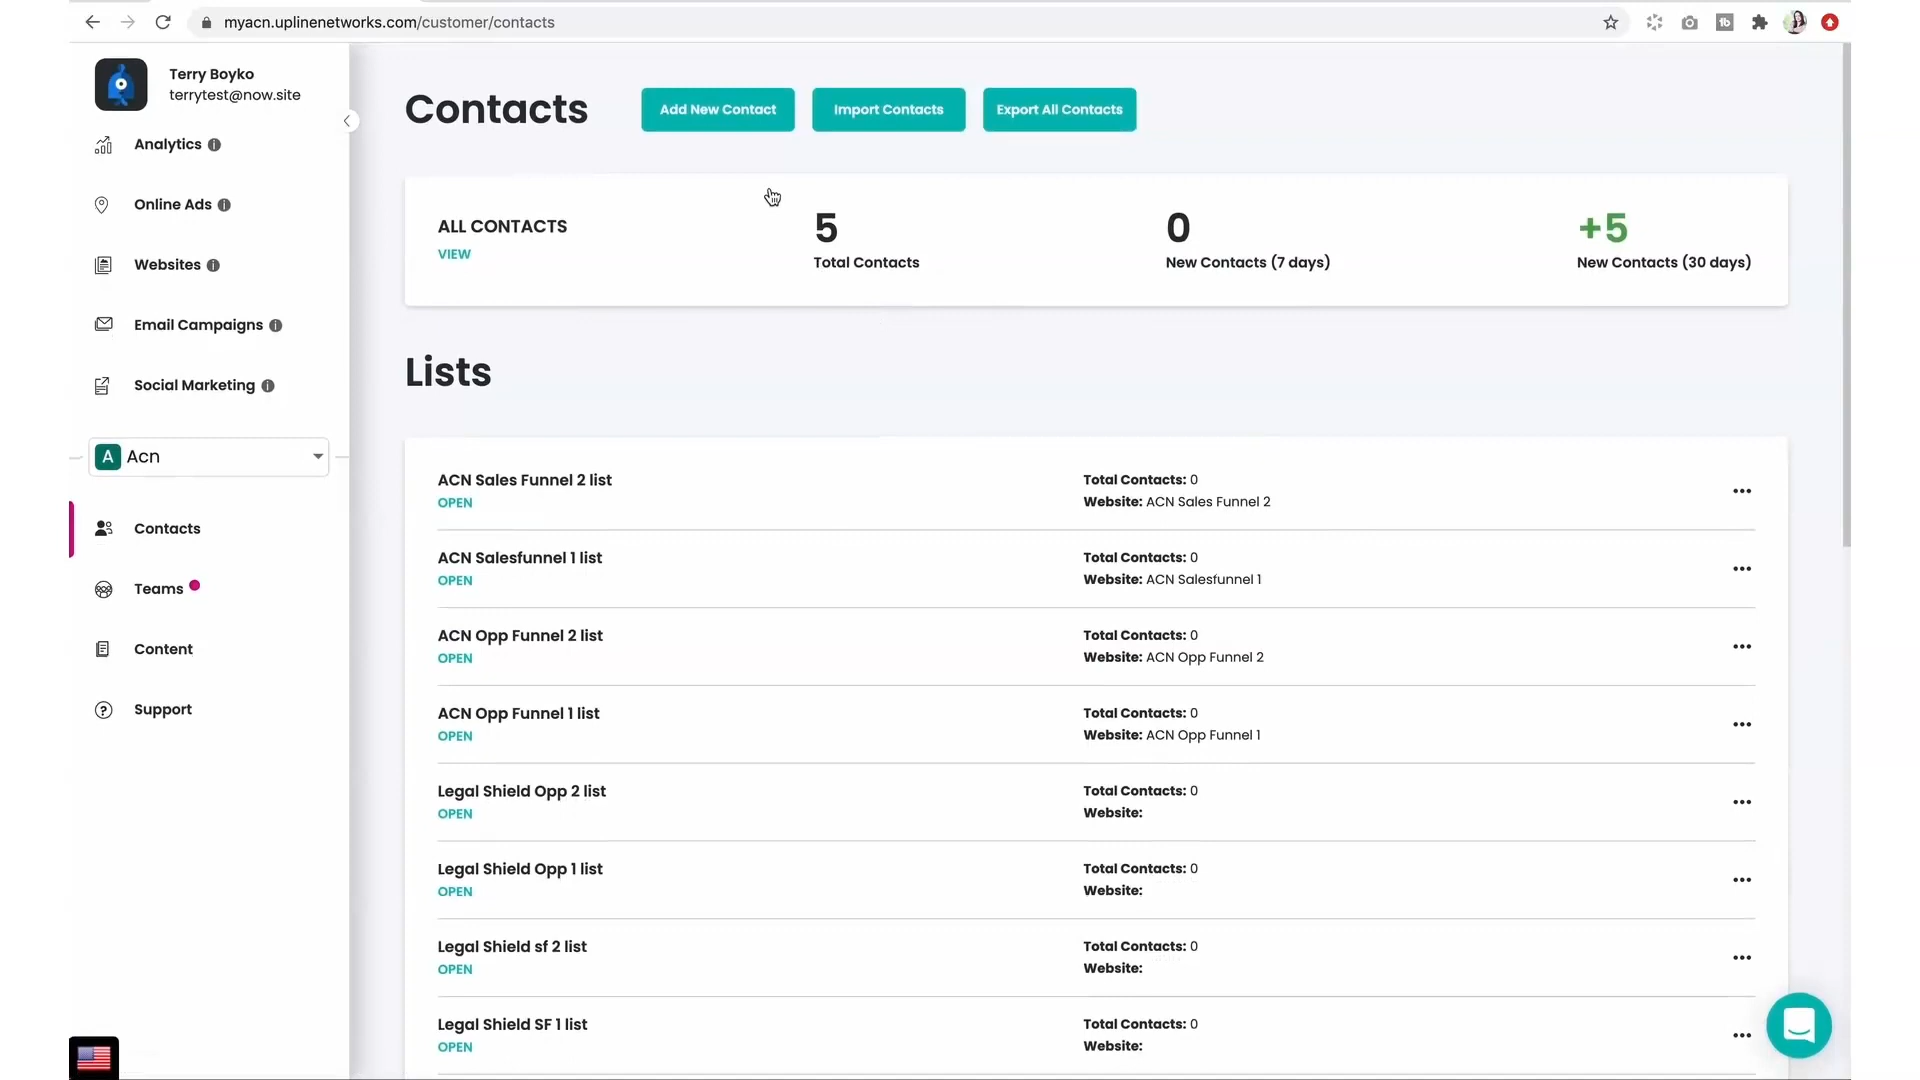 myacn.uplinenetworks.com/customer/contacts
Terry Boyko
terrytest@now.site
Analytics
Online Ads
Websites
Email Campaigns
Social Marketing
A Acn
Contacts
Teams
Content
Support
Contacts
Add New Contact
Import Contacts
Export All Contacts
ALL CONTACTS
VIEW
5
Total Contacts
0
New Contacts (7 days)
+5
New Contacts (30 days)
Lists
ACN Sales Funnel 2 list
OPEN
Total Contacts: 0
Website: ACN Sales Funnel 2
ACN Salesfunnel 1 list
OPEN
Total Contacts: 0
Website: ACN Salesfunnel 1
ACN Opp Funnel 2 list
OPEN
Total Contacts: 0
Website: ACN Opp Funnel 2
ACN Opp Funnel 1 list
OPEN
Total Contacts: 0
Website: ACN Opp Funnel 1
Legal Shield Opp 2 list
OPEN
Total Contacts: 0
Website:
Legal Shield Opp 1 list
OPEN
Total Contacts: 0
Website:
Legal Shield sf 2 list
OPEN
Total Contacts: 0
Website:
Legal Shield SF 1 list
OPEN
Total Contacts: 0
Website: